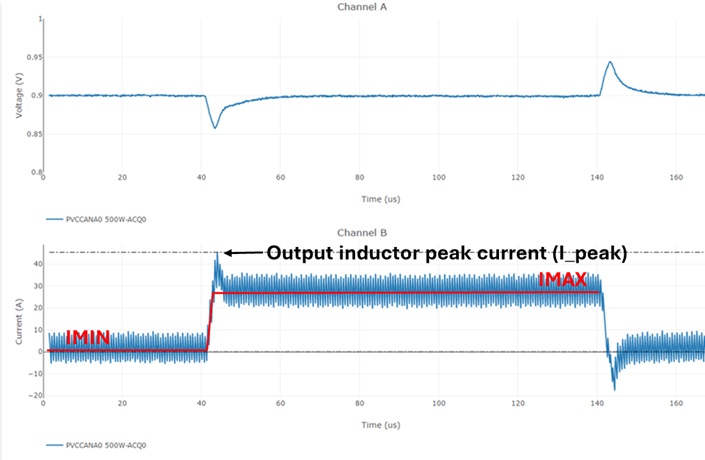 Channel A
1
0.95
0.9
0.85
0.8
Voltage (V)
0 20 40 60 80 100 120 140 160
Time (us)
PVCCANA0 500W-ACQ0
Channel B
Output inductor peak current (I_peak)
40
30
20
10
0
−10
−20
Current (A)
IMAX
IMIN
0 20 40 60 80 100 120 140 160
Time (us)
PVCCANA0 500W-ACQ0